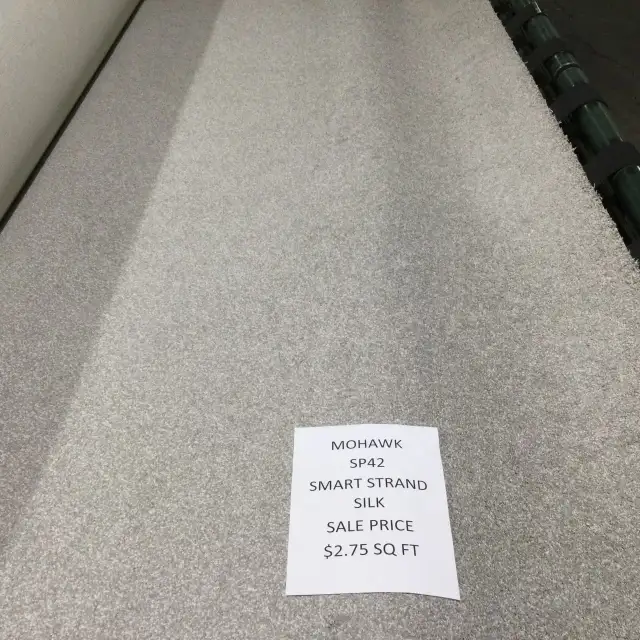 MOHAWK
SP42
SMART STRAND
SILK
SALE PRICE
$2.75 SQ FT